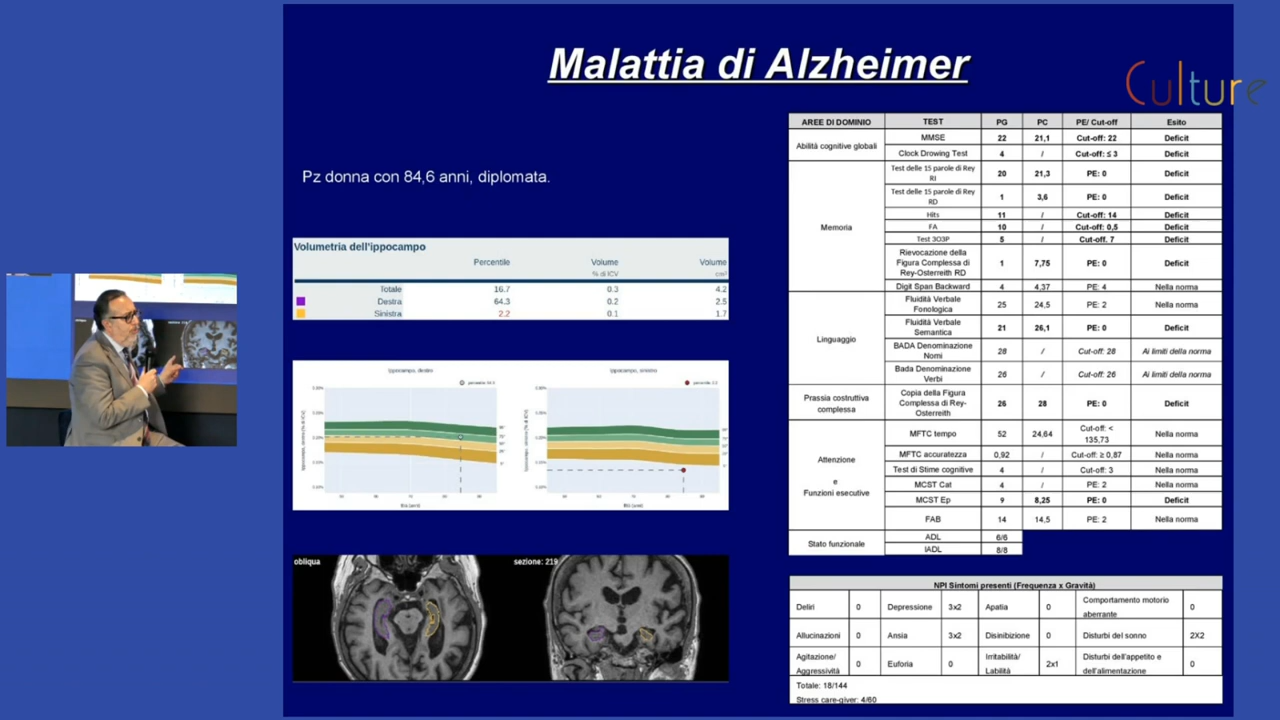 Malattia di Alzheimer
Culture
Pz donna con 84,6 anni, diplomata.
Volumetria dell'ippocampo
Percentile Volume Volume
% di ICV cm³
Totale 16.7 0.3 4.2
Destra 64.3 0.2 2.5
Sinistra 2.2 0.1 1.7
Ippocampo, destro
Ippocampo, sinistro
obliqua
sezione: 219
AREE DI DOMINIO TEST PG PC PE/ Cut-off Esito
Abilità cognitive globali
MMSE 22 21,1 Cut-off: 22 Deficit
Clock Drowing Test 4 / Cut-off: ≤ 3 Deficit
Memoria
Test delle 15 parole di Rey
RI
20 21,3 PE: 0 Deficit
Test delle 15 parole di Rey
RD
1 3,6 PE: 0 Deficit
Hits 11 / Cut-off: 14 Deficit
FA 10 / Cut-off: 0,5 Deficit
Test 3O3P 5 / Cut-off. 7 Deficit
Rievocazione della
Figura Complessa di
Rey-Osterreith RD
1 7,75 PE: 0 Deficit
Digit Span Backward 4 4,37 PE: 4 Nella norma
Linguaggio
Fluidità Verbale
Fonologica
25 24,5 PE: 2 Nella norma
Fluidità Verbale
Semantica
21 26,1 PE: 0 Deficit
BADA Denominazione
Nomi
28 / Cut-off: 28 Ai limiti della norma
Bada Denominazione
Verbi
26 / Cut-off: 26 Ai limiti della norma
Prassia costruttiva
complessa
Copia della Figura
Complessa di Rey-
Osterreith
26 28 PE: 0 Deficit
Attenzione
e
Funzioni esecutive
MFTC tempo 52 24,64 Cut-off: <
135,73
Nella norma
MFTC accuratezza 0,92 / Cut-off: ≥ 0,87 Nella norma
Test di Stime cognitive 4 / Cut-off: 3 Nella norma
MCST Cat 4 / PE: 2 Nella norma
MCST Ep 9 8,25 PE: 0 Deficit
FAB 14 14,5 PE: 2 Nella norma
Stato funzionale
ADL 6/6
IADL 8/8
NPI Sintomi presenti (Frequenza x Gravità)
Deliri 0 Depressione 3x2 Apatia 0 Comportamento motorio
aberrante
0
Allucinazioni 0 Ansia 3x2 Disinibizione 0 Disturbi del sonno 2X2
Agitazione/
Aggressività
0 Euforia 0 Irritabilità/
Labilità
2x1 Disturbi dell'appetito e
dell'alimentazione
0
Totale: 18/144
Stress care-giver: 4/60